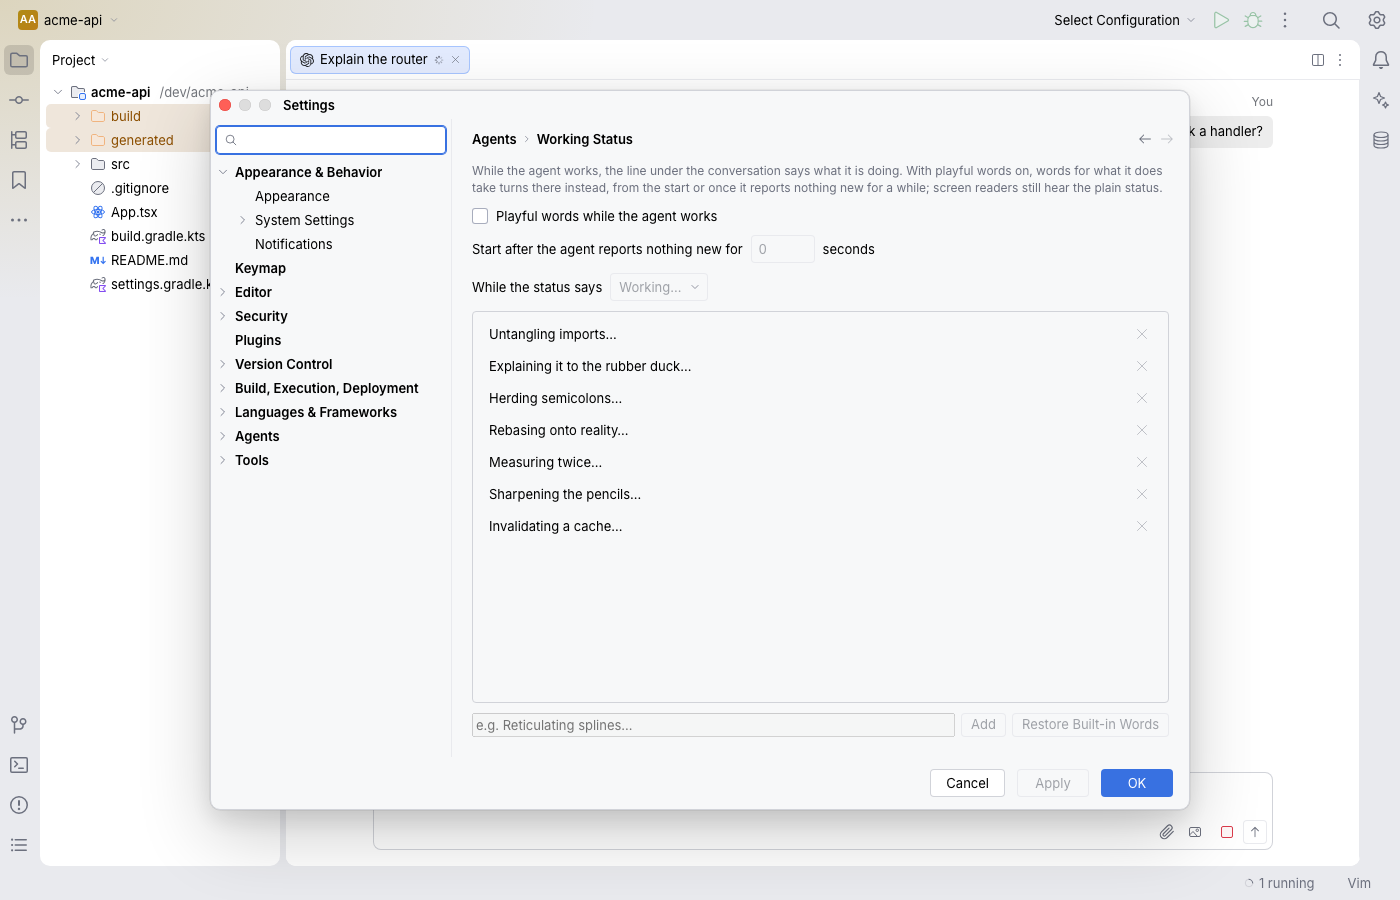 AA acme-api
Select Configuration
Project
Explain the router
acme-api /dev/acme-api
build
generated
src
.gitignore
App.tsx
build.gradle.kts
M↓ README.md
settings.gradle.k
You
k a handler?
Settings
Appearance & Behavior
Appearance
System Settings
Notifications
Keymap
Editor
Security
Plugins
Version Control
Build, Execution, Deployment
Languages & Frameworks
Agents
Tools
Agents › Working Status
While the agent works, the line under the conversation says what it is doing. With playful words on, words for what it does
take turns there instead, from the start or once it reports nothing new for a while; screen readers still hear the plain status.
Playful words while the agent works
Start after the agent reports nothing new for 0 seconds
While the status says Working...
Untangling imports...
Explaining it to the rubber duck...
Herding semicolons...
Rebasing onto reality...
Measuring twice...
Sharpening the pencils...
Invalidating a cache...
e.g. Reticulating splines...
Add
Restore Built-in Words
Cancel
Apply
OK
1 running
Vim